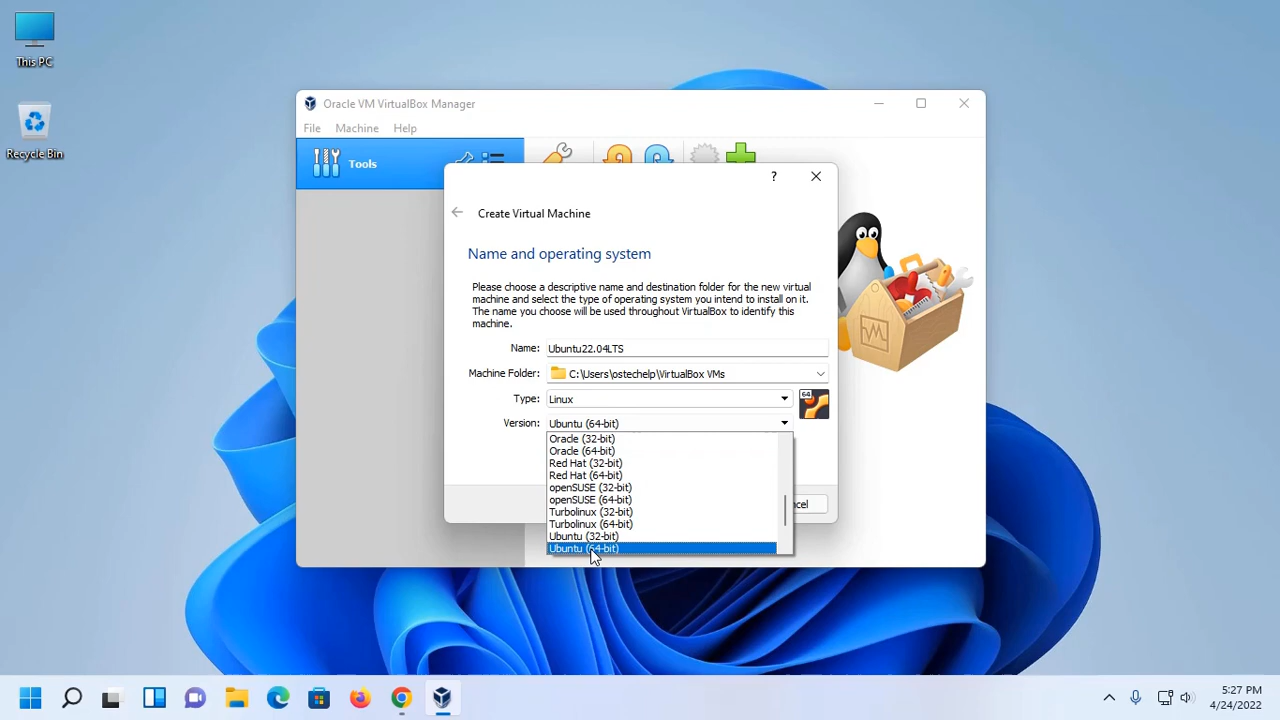 This PC
Recycle Bin
Oracle VM VirtualBox Manager
File Machine Help
Tools
?
Create Virtual Machine
Name and operating system
Please choose a descriptive name and destination folder for the new virtual
machine and select the type of operating system you intend to install on it.
The name you choose will be used throughout VirtualBox to identify this
machine.
Name: Ubuntu22.04LTS
Machine Folder: C:\Users\ostechelp\VirtualBox VMs
Type: Linux
64
Version: Ubuntu (64-bit)
Oracle (32-bit)
Oracle (64-bit)
Red Hat (32-bit)
Red Hat (64-bit)
openSUSE (32-bit)
openSUSE (64-bit)
Turbolinux (32-bit)
Turbolinux (64-bit)
Ubuntu (32-bit)
Ubuntu (64-bit)
ncel
5:27 PM
4/24/2022